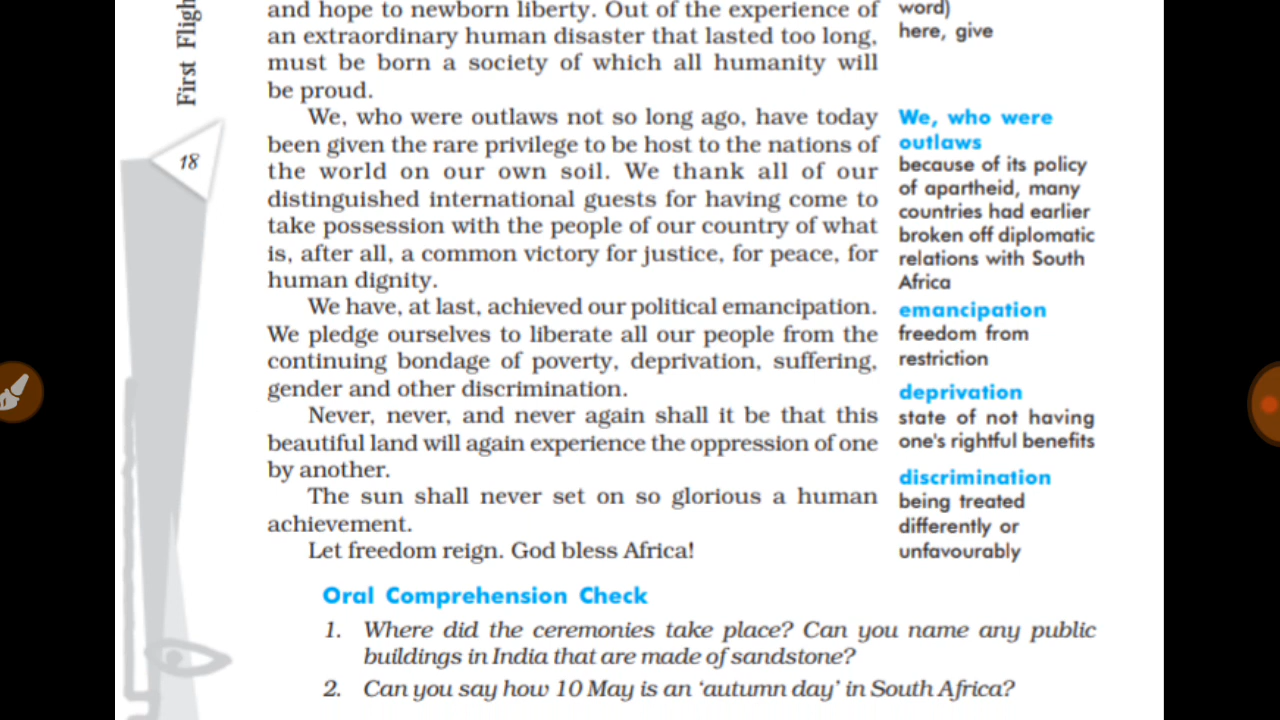 First Fligh
18
and hope to newborn liberty. Out of the experience of
an extraordinary human disaster that lasted too long,
must be born a society of which all humanity will
be proud.
We, who were outlaws not so long ago, have today
been given the rare privilege to be host to the nations of
the world on our own soil. We thank all of our
distinguished international guests for having come to
take possession with the people of our country of what
is, after all, a common victory for justice, for peace, for
human dignity.
We have, at last, achieved our political emancipation.
We pledge ourselves to liberate all our people from the
continuing bondage of poverty, deprivation, suffering,
gender and other discrimination.
Never, never, and never again shall it be that this
beautiful land will again experience the oppression of one
by another.
The sun shall never set on so glorious a human
achievement.
Let freedom reign. God bless Africa!
word)
here, give
We, who were
outlaws
because of its policy
of apartheid, many
countries had earlier
broken off diplomatic
relations with South
Africa
emancipation
freedom from
restriction
deprivation
state of not having
one's rightful benefits
discrimination
being treated
differently or
unfavourably
Oral Comprehension Check
1. Where did the ceremonies take place? Can you name any public
buildings in India that are made of sandstone?
2. Can you say how 10 May is an ‘autumn day’ in South Africa?